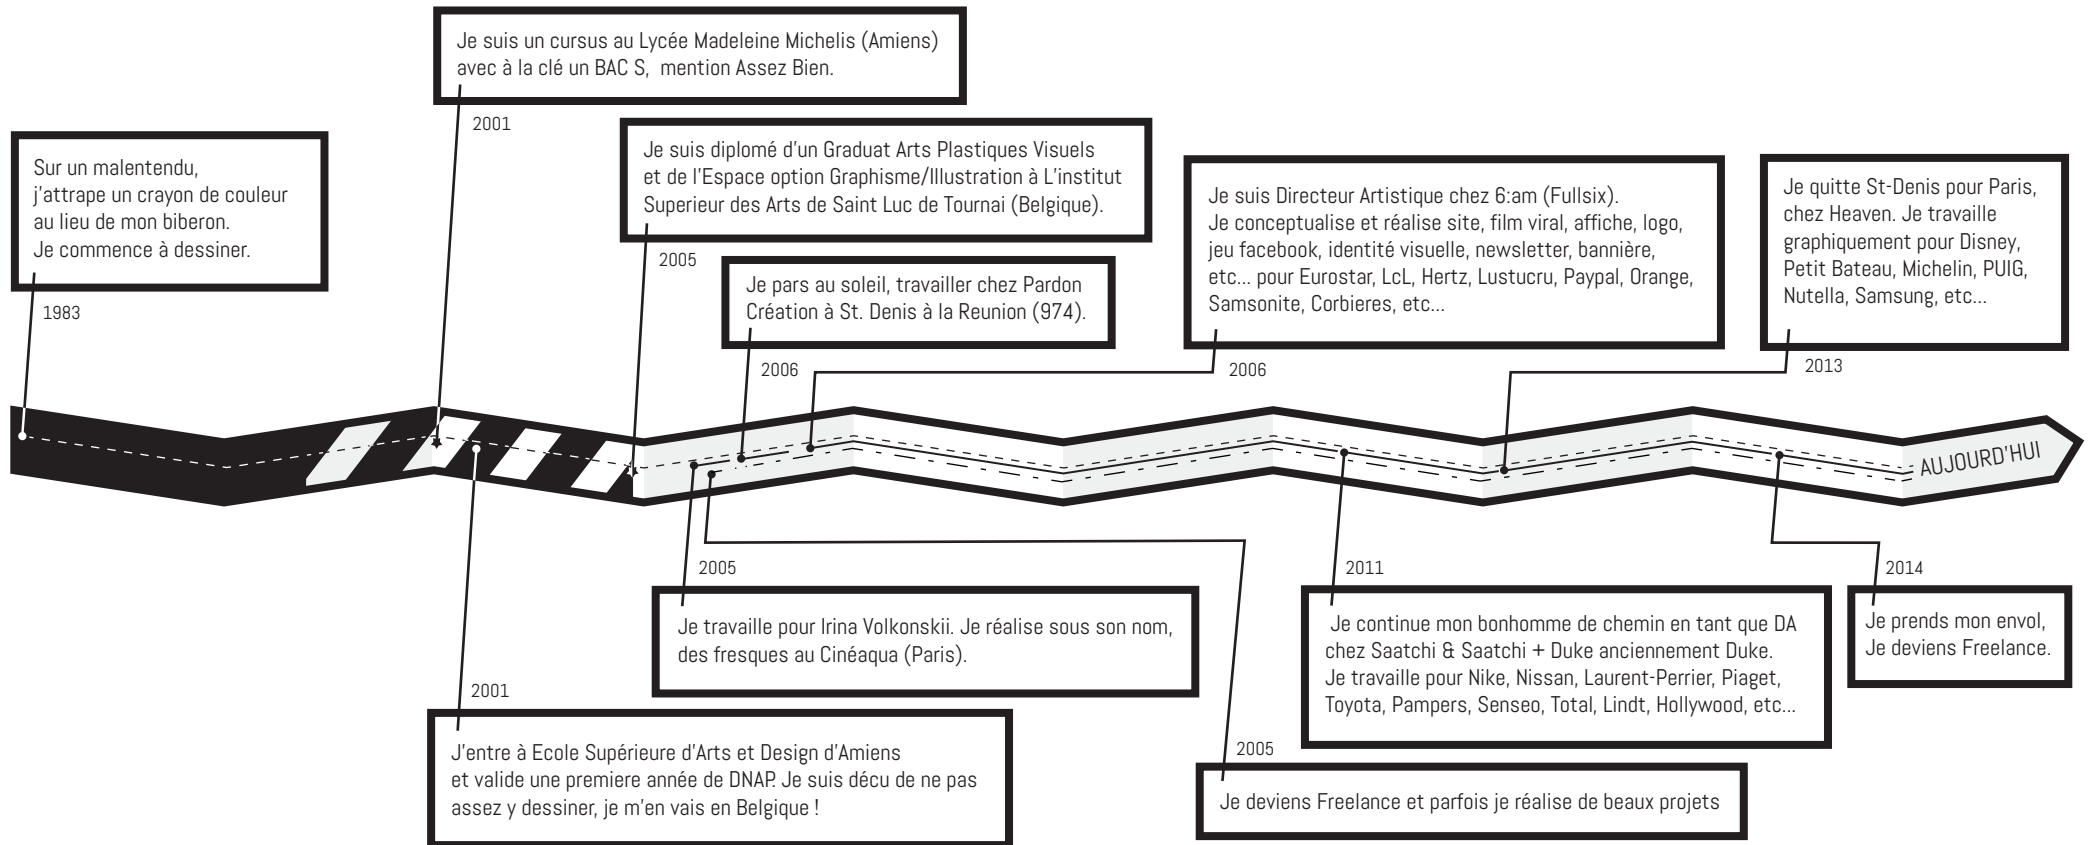 Je suis un cursus au Lycée Madeleine Michelis (Amiens)
avec à la clé un BAC S, mention Assez Bien.
2001
Sur un malentendu,
j'attrape un crayon de couleur
au lieu de mon biberon.
Je commence à dessiner.
1983
Je suis diplomé d'un Graduat Arts Plastiques Visuels
et de l'Espace option Graphisme/Illustration à L'institut
Superieur des Arts de Saint Luc de Tournai (Belgique).
2005
Je pars au soleil, travailler chez Pardon
Création à St. Denis à la Reunion (974).
2006
Je suis Directeur Artistique chez 6:am (Fullsix).
Je conceptualise et réalise site, film viral, affiche, logo,
jeu facebook, identité visuelle, newsletter, bannière,
etc... pour Eurostar, LcL, Hertz, Lustucru, Paypal, Orange,
Samsonite, Corbieres, etc...
2006
Je quitte St-Denis pour Paris,
chez Heaven. Je travaille
graphiquement pour Disney,
Petit Bateau, Michelin, PUIG,
Nutella, Samsung, etc...
2013
AUJOURD'HUI
2005
Je travaille pour Irina Volkonskii. Je réalise sous son nom,
des fresques au Cinéaqua (Paris).
2001
J'entre à Ecole Supérieure d'Arts et Design d'Amiens
et valide une premiere année de DNAP. Je suis décu de ne pas
assez y dessiner, je m'en vais en Belgique !
2011
Je continue mon bonhomme de chemin en tant que DA
chez Saatchi & Saatchi + Duke anciennement Duke.
Je travaille pour Nike, Nissan, Laurent-Perrier, Piaget,
Toyota, Pampers, Senseo, Total, Lindt, Hollywood, etc...
2014
Je prends mon envol,
Je deviens Freelance.
2005
Je deviens Freelance et parfois je réalise de beaux projets